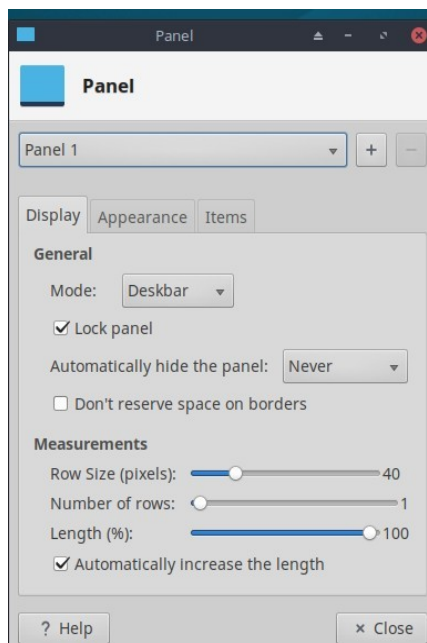 Panel
Panel
Panel 1
Display Appearance Items
General
Mode: Deskbar
Lock panel
Automatically hide the panel: Never
Don't reserve space on borders
Measurements
Row Size (pixels): 40
Number of rows: 1
Length (%): 100
Automatically increase the length
? Help × Close